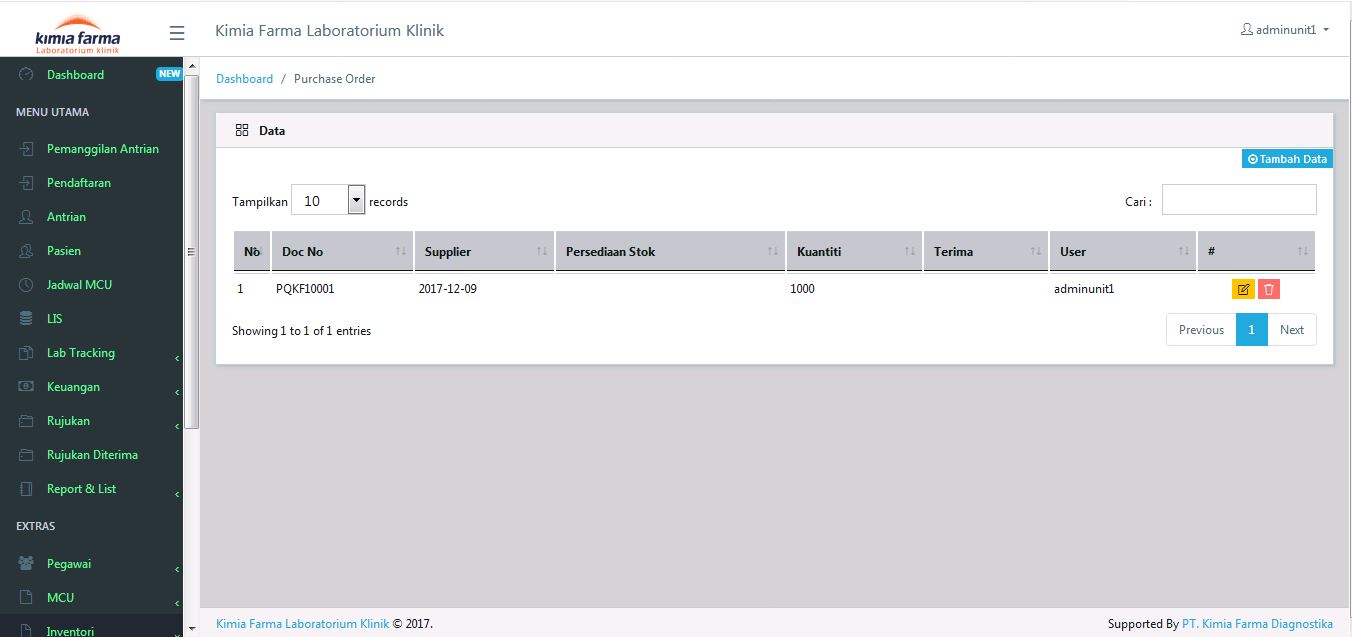 kimia farma
Laboratorium klinik
Kimia Farma Laboratorium Klinik
adminunit1
Dashboard NEW
MENU UTAMA
Pemanggilan Antrian
Pendaftaran
Antrian
Pasien
Jadwal MCU
LIS
Lab Tracking
Keuangan
Rujukan
Rujukan Diterima
Report & List
EXTRAS
Pegawai
MCU
Inventori
Dashboard / Purchase Order
Data
Tambah Data
Tampilkan 10 records
Cari :
No Doc No Supplier Persediaan Stok Kuantiti Terima User #
1 PQKF10001 2017-12-09 1000 adminunit1
Showing 1 to 1 of 1 entries
Previous 1 Next
Kimia Farma Laboratorium Klinik © 2017.
Supported By PT. Kimia Farma Diagnostika